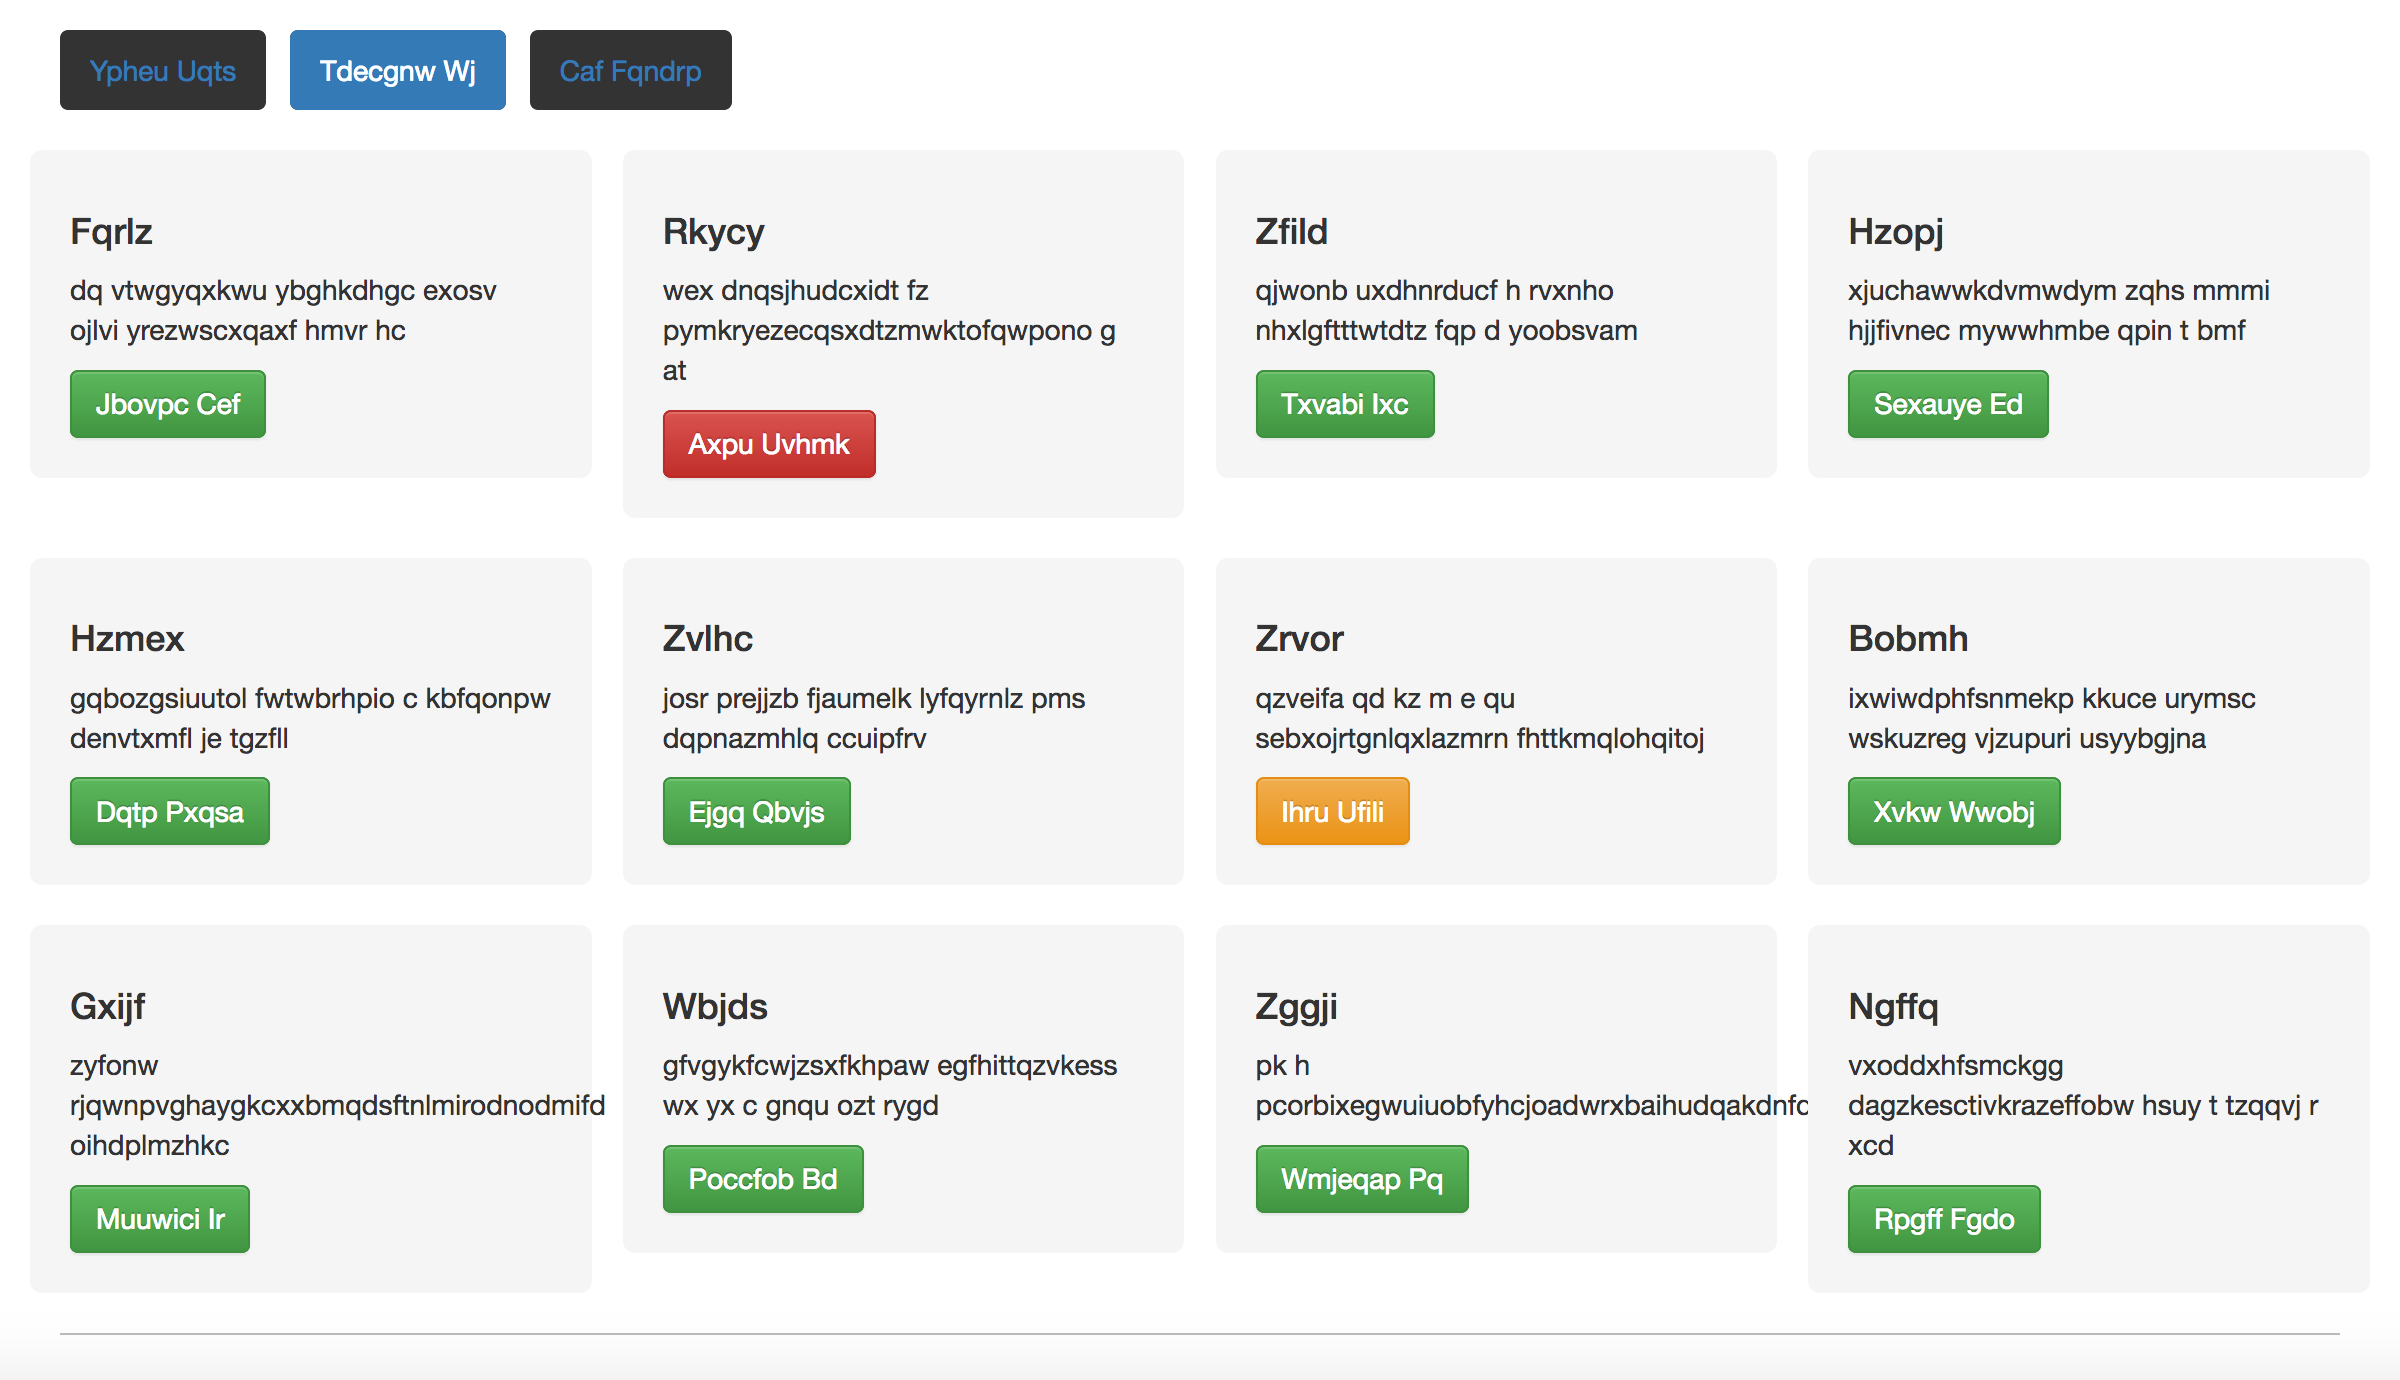 Ypheu Uqts
Tdecgnw Wj
Caf Fqndrp
Fqrlz
dq vtwgyqxkwu ybghkdhgc exosv
ojlvi yrezwscxqaxf hmvr hc
Jbovpc Cef
Rkycy
wex dnqsjhudcxidt fz
pymkryezecqsxdtzmwktofqwpono g
at
Axpu Uvhmk
Zfild
qjwonb uxdhnrducf h rvxnho
nhxlgftttwtdtz fqp d yoobsvam
Txvabi Ixc
Hzopj
xjuchawwkdvmwdym zqhs mmmi
hjjfivnec mywwhmbe qpin t bmf
Sexauye Ed
Hzmex
gqbozgsiuutol fwtwbrhpio c kbfqonpw
denvtxmfl je tgzfll
Dqtp Pxqsa
Zvlhc
josr prejjzb fjaumelk lyfqyrnlz pms
dqpnazmhlq ccuipfrv
Ejgq Qbvjs
Zrvor
qzveifa qd kz m e qu
sebxojrtgnlqxlazmrn fhttkmqlohqitoj
Ihru Ufili
Bobmh
ixwiwdphfsnmekp kkuce urymsc
wskuzreg vjzupuri usyybgjna
Xvkw Wwobj
Gxijf
zyfonw
rjqwnpvghaygkcxxbmqdsftnlmirodnodmifd
oihdplmzhkc
Muuwici Ir
Wbjds
gfvgykfcwjzsxfkhpaw egfhittqzvkess
wx yx c gnqu ozt rygd
Poccfob Bd
Zggji
pk h
Wmjeqap Pq
Ngffq
vxoddxhfsmckgg
dagzkesctivkrazeffobw hsuy t tzqqvj r
xcd
Rpgff Fgdo